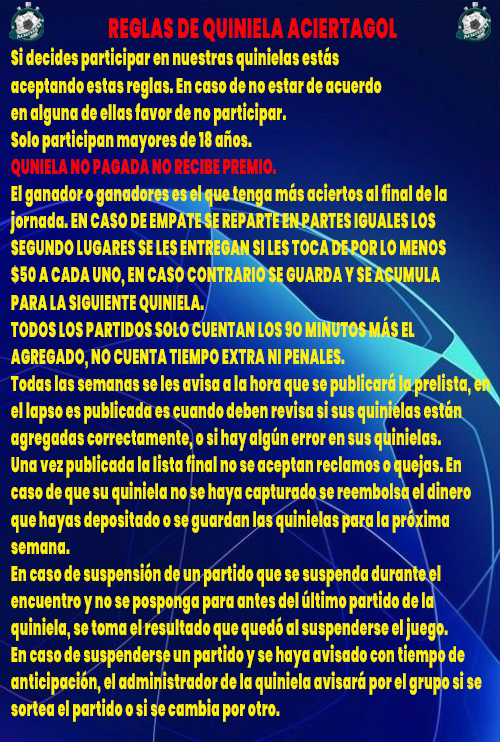 REGLAS DE QUINIELA ACIERTAGOL
Si decides participar en nuestras quinielas estás
aceptando estas reglas. En caso de no estar de acuerdo
en alguna de ellas favor de no participar.
Solo participan mayores de 18 años.
QUNIELA NO PAGADA NO RECIBE PREMIO.
El ganador o ganadores es el que tenga más aciertos al final de la
jornada. EN CASO DE EMPATE SE REPARTE EN PARTES IGUALES LOS
SEGUNDO LUGARES SE LES ENTREGAN SI LES TOCA DE POR LO MENOS
$50 A CADA UNO, EN CASO CONTRARIO SE GUARDA Y SE ACUMULA
PARA LA SIGUIENTE QUINIELA.
TODOS LOS PARTIDOS SOLO CUENTAN LOS 90 MINUTOS MÁS EL
AGREGADO, NO CUENTA TIEMPO EXTRA NI PENALES.
Todas las semanas se les avisa a la hora que se publicará la prelista, en
el lapso es publicada es cuando deben revisa si sus quinielas están
agregadas correctamente, o si hay algún error en sus quinielas.
Una vez publicada la lista final no se aceptan reclamos o quejas. En
caso de que su quiniela no se haya capturado se reembolsa el dinero
que hayas depositado o se guardan las quinielas para la próxima
semana.
En caso de suspensión de un partido que se suspenda durante el
encuentro y no se posponga para antes del último partido de la
quiniela, se toma el resultado que quedó al suspenderse el juego.
En caso de suspenderse un partido y se haya avisado con tiempo de
anticipación, el administrador de la quiniela avisará por el grupo si se
sortea el partido o si se cambia por otro.